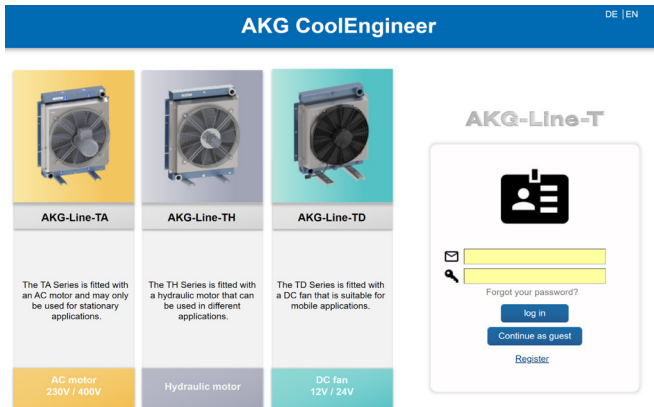 AKG CoolEngineer
DE | EN
AKG-Line-TA
The TA Series is fitted with
an AC motor and may only
be used for stationary
applications.
AC motor
230V / 400V
AKG-Line-TH
The TH Series is fitted with
a hydraulic motor that can
be used in different
applications.
Hydraulic motor
AKG-Line-TD
The TD Series is fitted with
a DC fan that is suitable for
mobile applications.
DC fan
12V / 24V
AKG-Line-T
Forgot your password?
log in
Continue as guest
Register